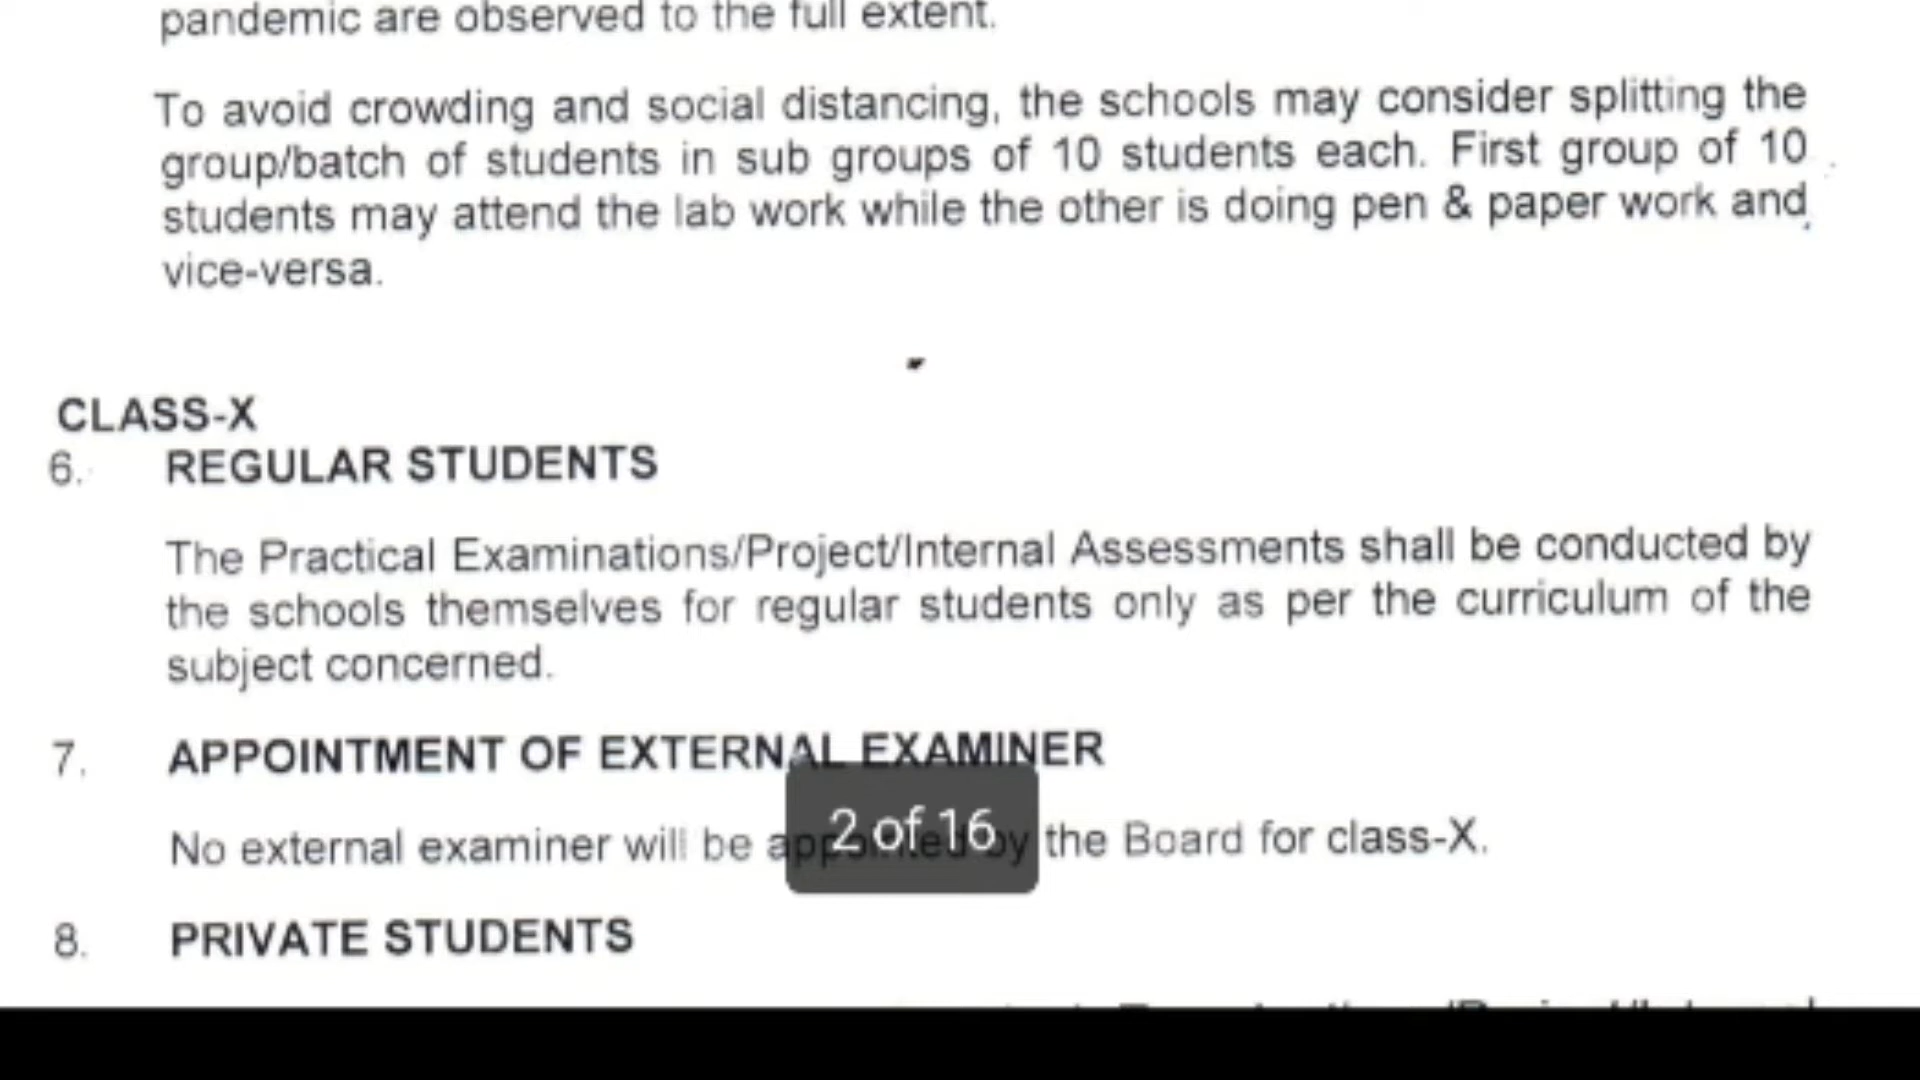 pandemic are observed to the full extent.
To avoid crowding and social distancing, the schools may consider splitting the
group/batch of students in sub groups of 10 students each. First group of 10
students may attend the lab work while the other is doing pen & paper work and
vice-versa.
CLASS-X
6. REGULAR STUDENTS
The Practical Examinations/Project/Internal Assessments shall be conducted by
the schools themselves for regular students only as per the curriculum of the
subject concerned.
7. APPOINTMENT OF EXTERNAL EXAMINER
No external examiner will be appointed by the Board for class-X.
2 of 16
8. PRIVATE STUDENTS